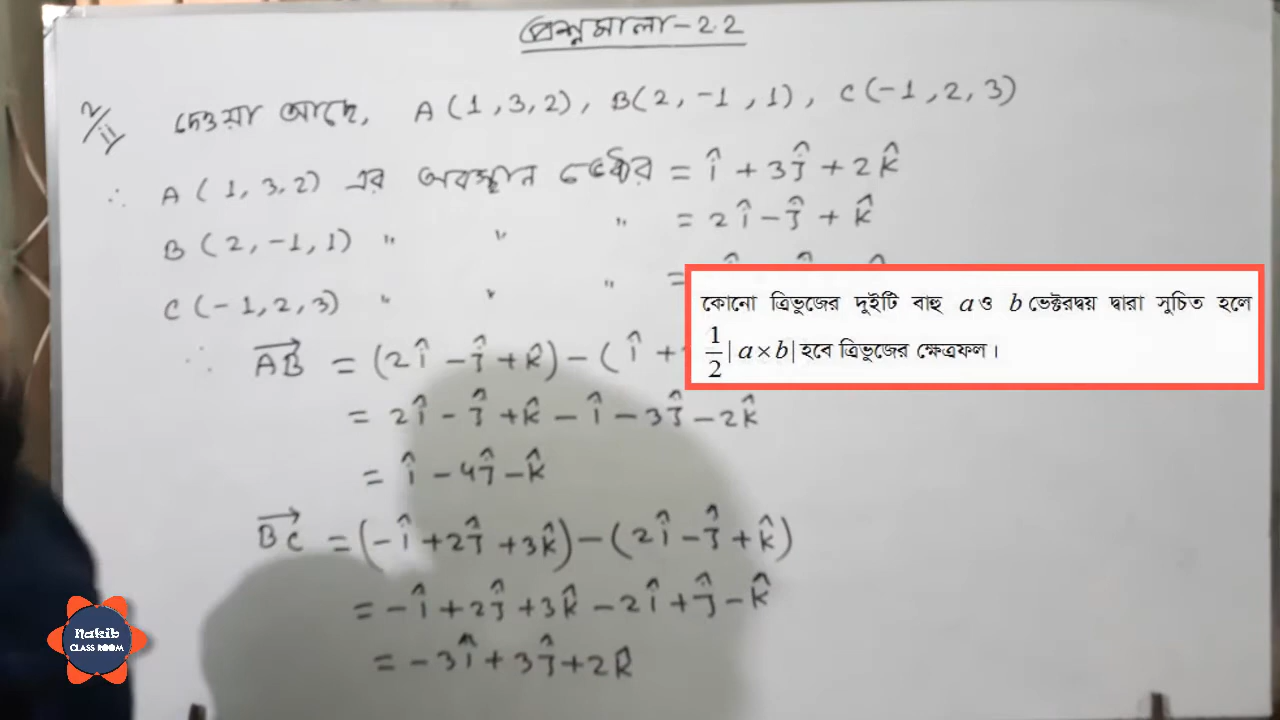 প্রশ্নমালা-2.2
2/ii দেওয়া আছে, A (1, 3, 2), B(2, -1, 1), C(-1, 2, 3)
∴ A (1, 3, 2) এর অবস্থান ভেক্টর = î + 3ĵ + 2k̂
B (2, -1, 1) " " " = 2î - ĵ + k̂
C (-1, 2, 3) " " " =
কোনো ত্রিভুজের দুইটি বাহু a ও b ভেক্টরদ্বয় দ্বারা সূচিত হলে
1/2 | a × b | হবে ত্রিভুজের ক্ষেত্রফল।
∴ A⃗B⃗ = (2î - ĵ + k̂) - (î +
= 2î - ĵ + k̂ - î - 3ĵ - 2k̂
= î - 4ĵ - k̂
B⃗C⃗ = (-î + 2ĵ + 3k̂) - (2î - ĵ + k̂)
= -î + 2ĵ + 3k̂ - 2î + ĵ - k̂
= -3î + 3ĵ + 2k̂
Nakib
CLASS ROOM